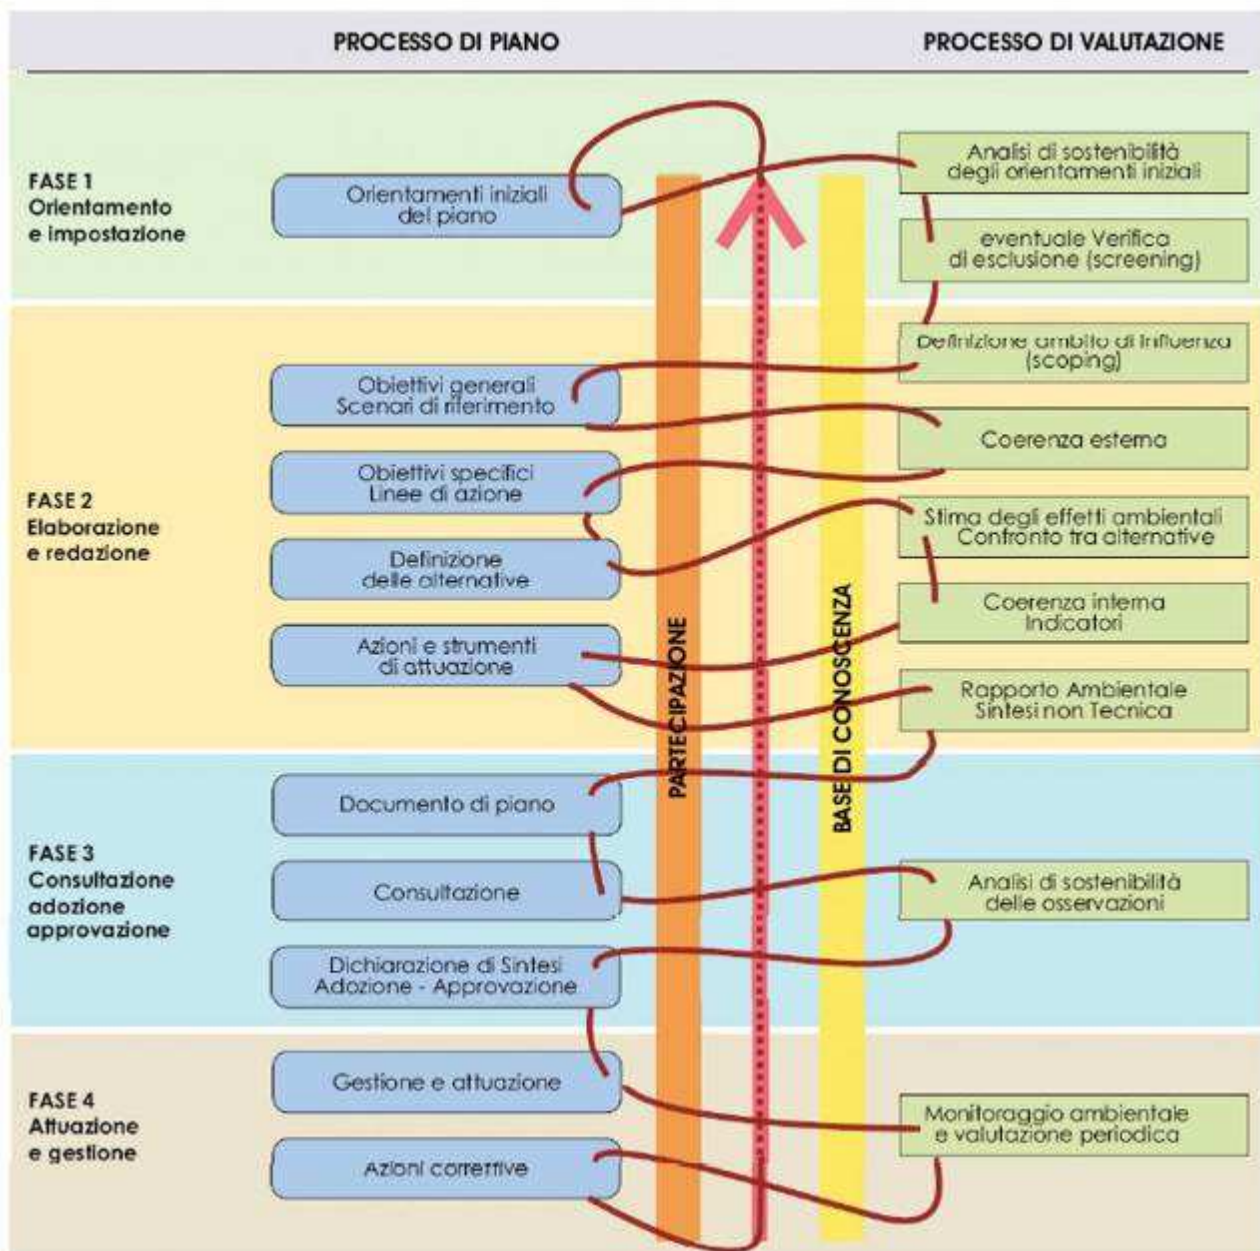 PROCESSO DI PIANO
PROCESSO DI VALUTAZIONE
FASE 1
Orientamento
e impostazione
Orientamenti iniziali
del piano
Analisi di sostenibilità
degli orientamenti iniziali
eventuale Verifica
di esclusione (screening)
FASE 2
Elaborazione
e redazione
Obiettivi generali
Scenari di riferimento
Obiettivi specifici
Linee di azione
Definizione
delle alternative
Azioni e strumenti
di attuazione
Definizione ambito di influenza
(scoping)
Coerenza esterna
Stima degli effetti ambientali
Confronto tra alternative
Coerenza interna
Indicatori
Rapporto Ambientale
Sintesi non Tecnica
PARTECIPAZIONE
BASE DI CONOSCENZA
FASE 3
Consultazione
adozione
approvazione
Documento di piano
Consultazione
Dichiarazione di Sintesi
Adozione - Approvazione
Analisi di sostenibilità
delle osservazioni
FASE 4
Attuazione
e gestione
Gestione e attuazione
Azioni correttive
Monitoraggio ambientale
e valutazione periodica